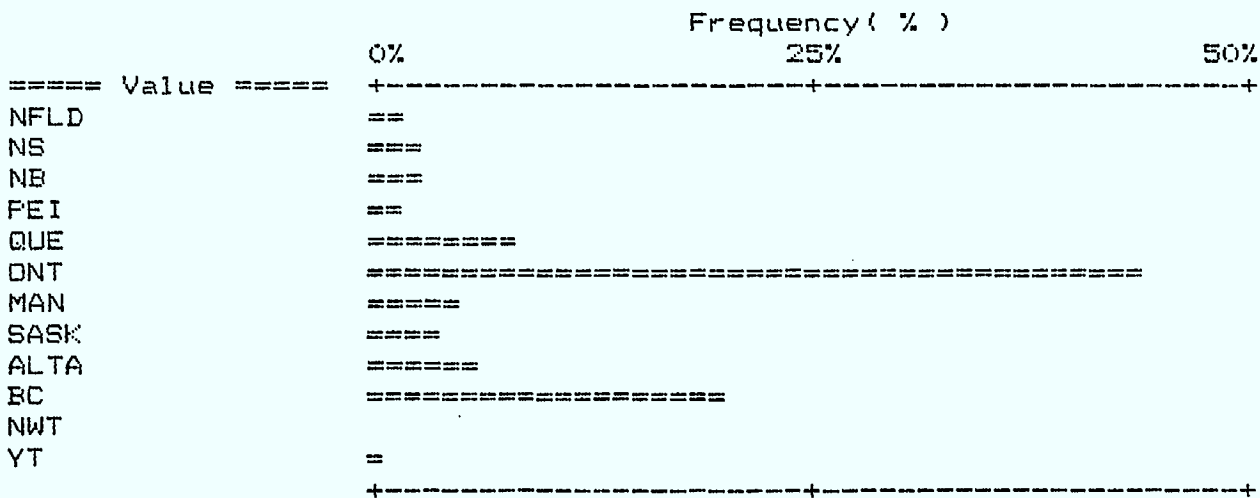 Frequency( % )
0% 25% 50%
===== Value ===== +------------------------+------------------------+
NFLD ==
NS ===
NB ===
PEI ==
QUE ========
ONT ===========================================
MAN =====
SASK ====
ALTA ======
BC ====================
NWT
YT =
+------------------------+------------------------+